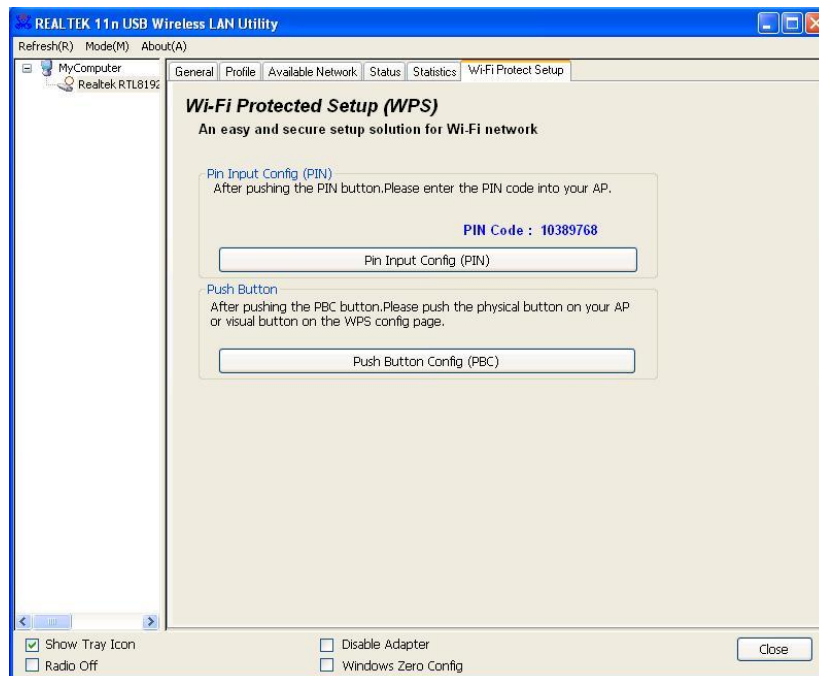 REALTEK 11n USB Wireless LAN Utility
Refresh(R) Mode(M) About(A)
MyComputer
Realtek RTL8192
General Profile Available Network Status Statistics Wi-Fi Protect Setup
Wi-Fi Protected Setup (WPS)
An easy and secure setup solution for Wi-Fi network
Pin Input Config (PIN)
After pushing the PIN button.Please enter the PIN code into your AP.
PIN Code : 10389768
Pin Input Config (PIN)
Push Button
After pushing the PBC button.Please push the physical button on your AP
or visual button on the WPS config page.
Push Button Config (PBC)
Show Tray Icon
Radio Off
Disable Adapter
Windows Zero Config
Close